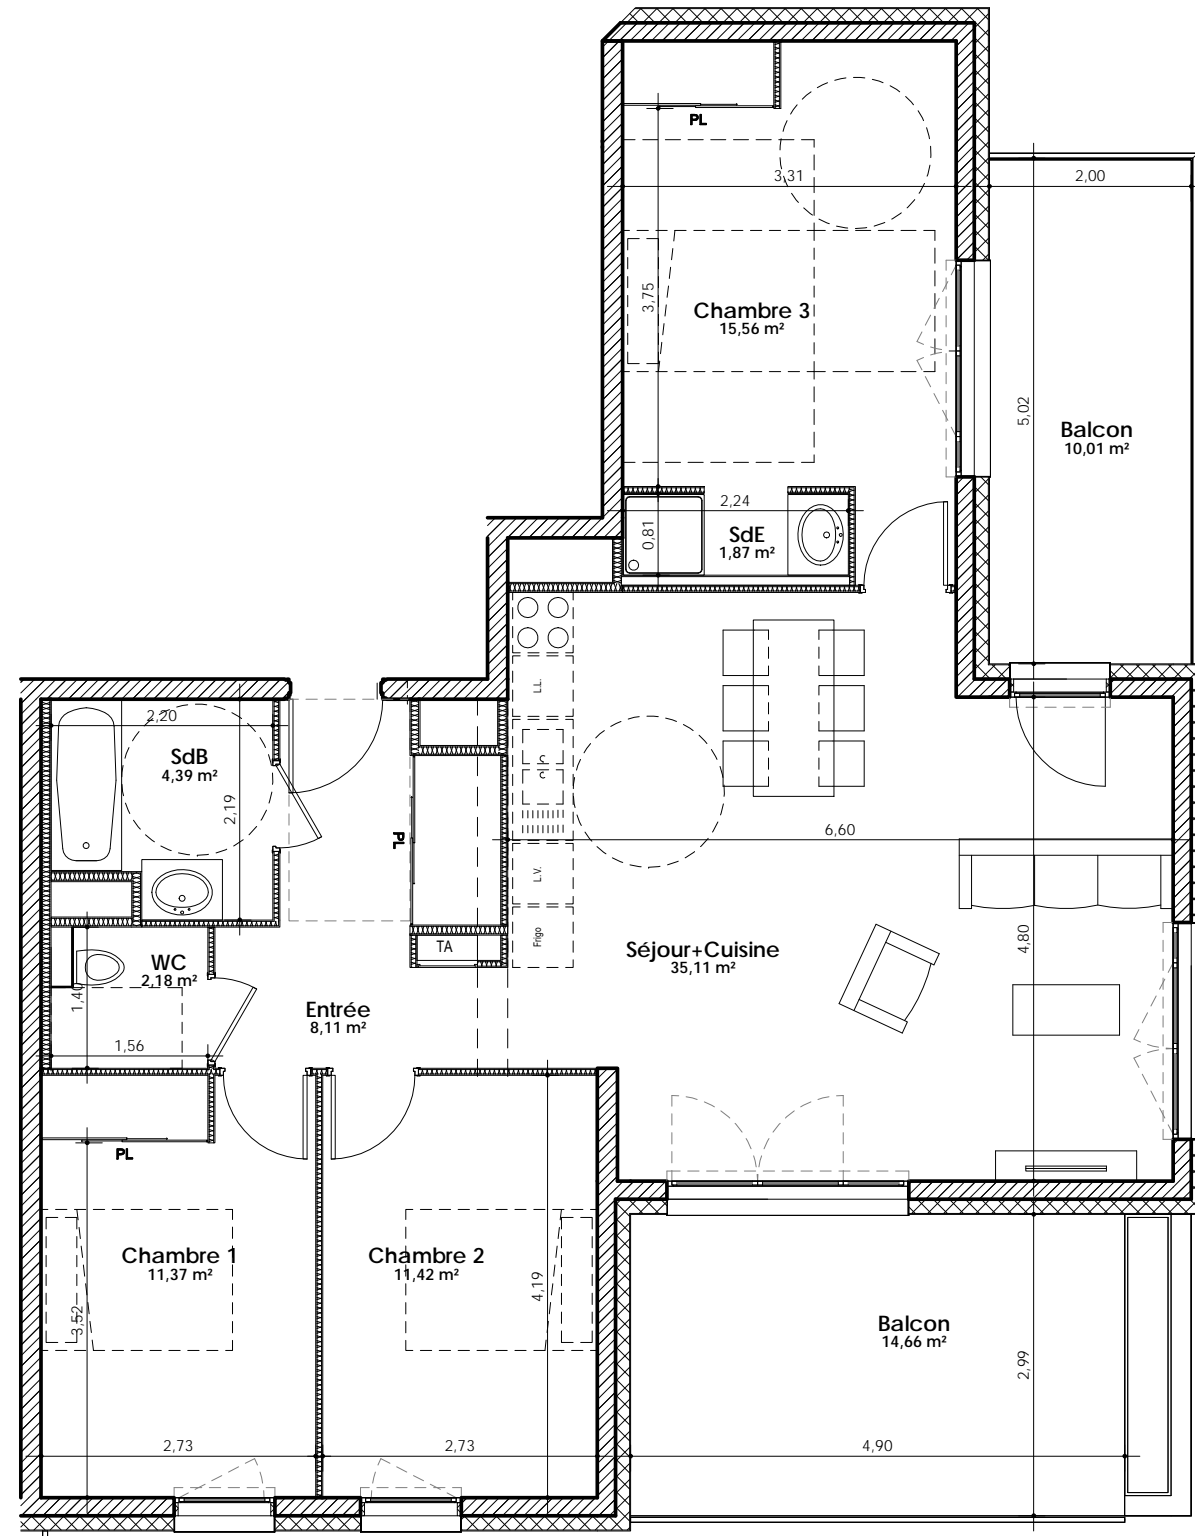 PL
3,31
2,00
3,75
Chambre 3
15,56 m²
5,02
Balcon
10,01 m²
2,24
0,81
SdE
1,87 m²
L.L.
2,20
SdB
4,39 m²
2,19
PL
6,60
L.V.
Frigo
TA
Séjour+Cuisine
35,11 m²
4,80
WC
2,18 m²
1,40
Entrée
8,11 m²
1,56
PL
Chambre 1
11,37 m²
Chambre 2
11,42 m²
3,52
4,19
Balcon
14,66 m²
2,99
2,73
2,73
4,90